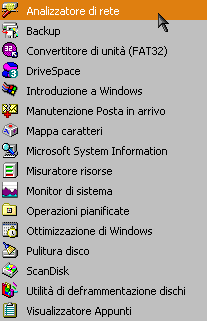 Analizzatore di rete
Backup
Convertitore di unità (FAT32)
DriveSpace
Introduzione a Windows
Manutenzione Posta in arrivo
Mappa caratteri
Microsoft System Information
Misuratore risorse
Monitor di sistema
Operazioni pianificate
Ottimizzazione di Windows
Pulitura disco
ScanDisk
Utilità di deframmentazione dischi
Visualizzatore Appunti